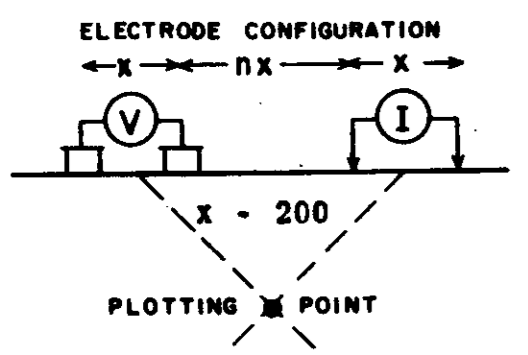 ELECTRODE CONFIGURATION
x nx x
V I
x - 200
PLOTTING POINT